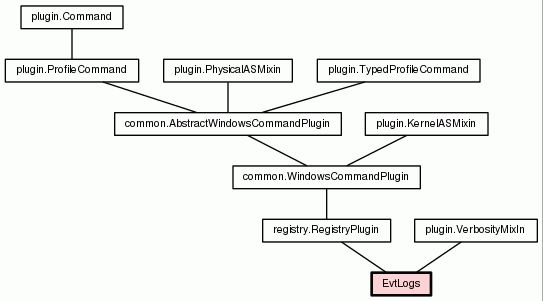 plugin.Command
plugin.ProfileCommand
plugin.PhysicalASMixin
plugin.TypedProfileCommand
common.AbstractWindowsCommandPlugin
plugin.KernelASMixin
common.WindowsCommandPlugin
registry.RegistryPlugin
plugin.VerbosityMixIn
EvtLogs